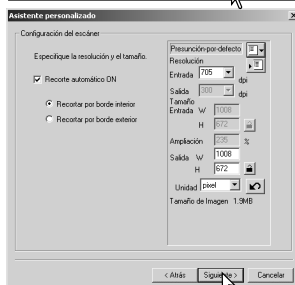 Asistente personalizado
Configuración del escáner
Especifique la resolución y el tamaño.
Recorte automático ON
Recortar por borde interior
Recortar por borde exterior
Presunción-por-defecto
Resolución
Entrada 705 dpi
Salida 300 dpi
Tamaño
Entrada W 1008
H 672
Ampliación 235 %
Salida W 1008
H 672
Unidad pixel
Tamaño de Imagen 1.9MB
< Atrás Siguiente > Cancelar